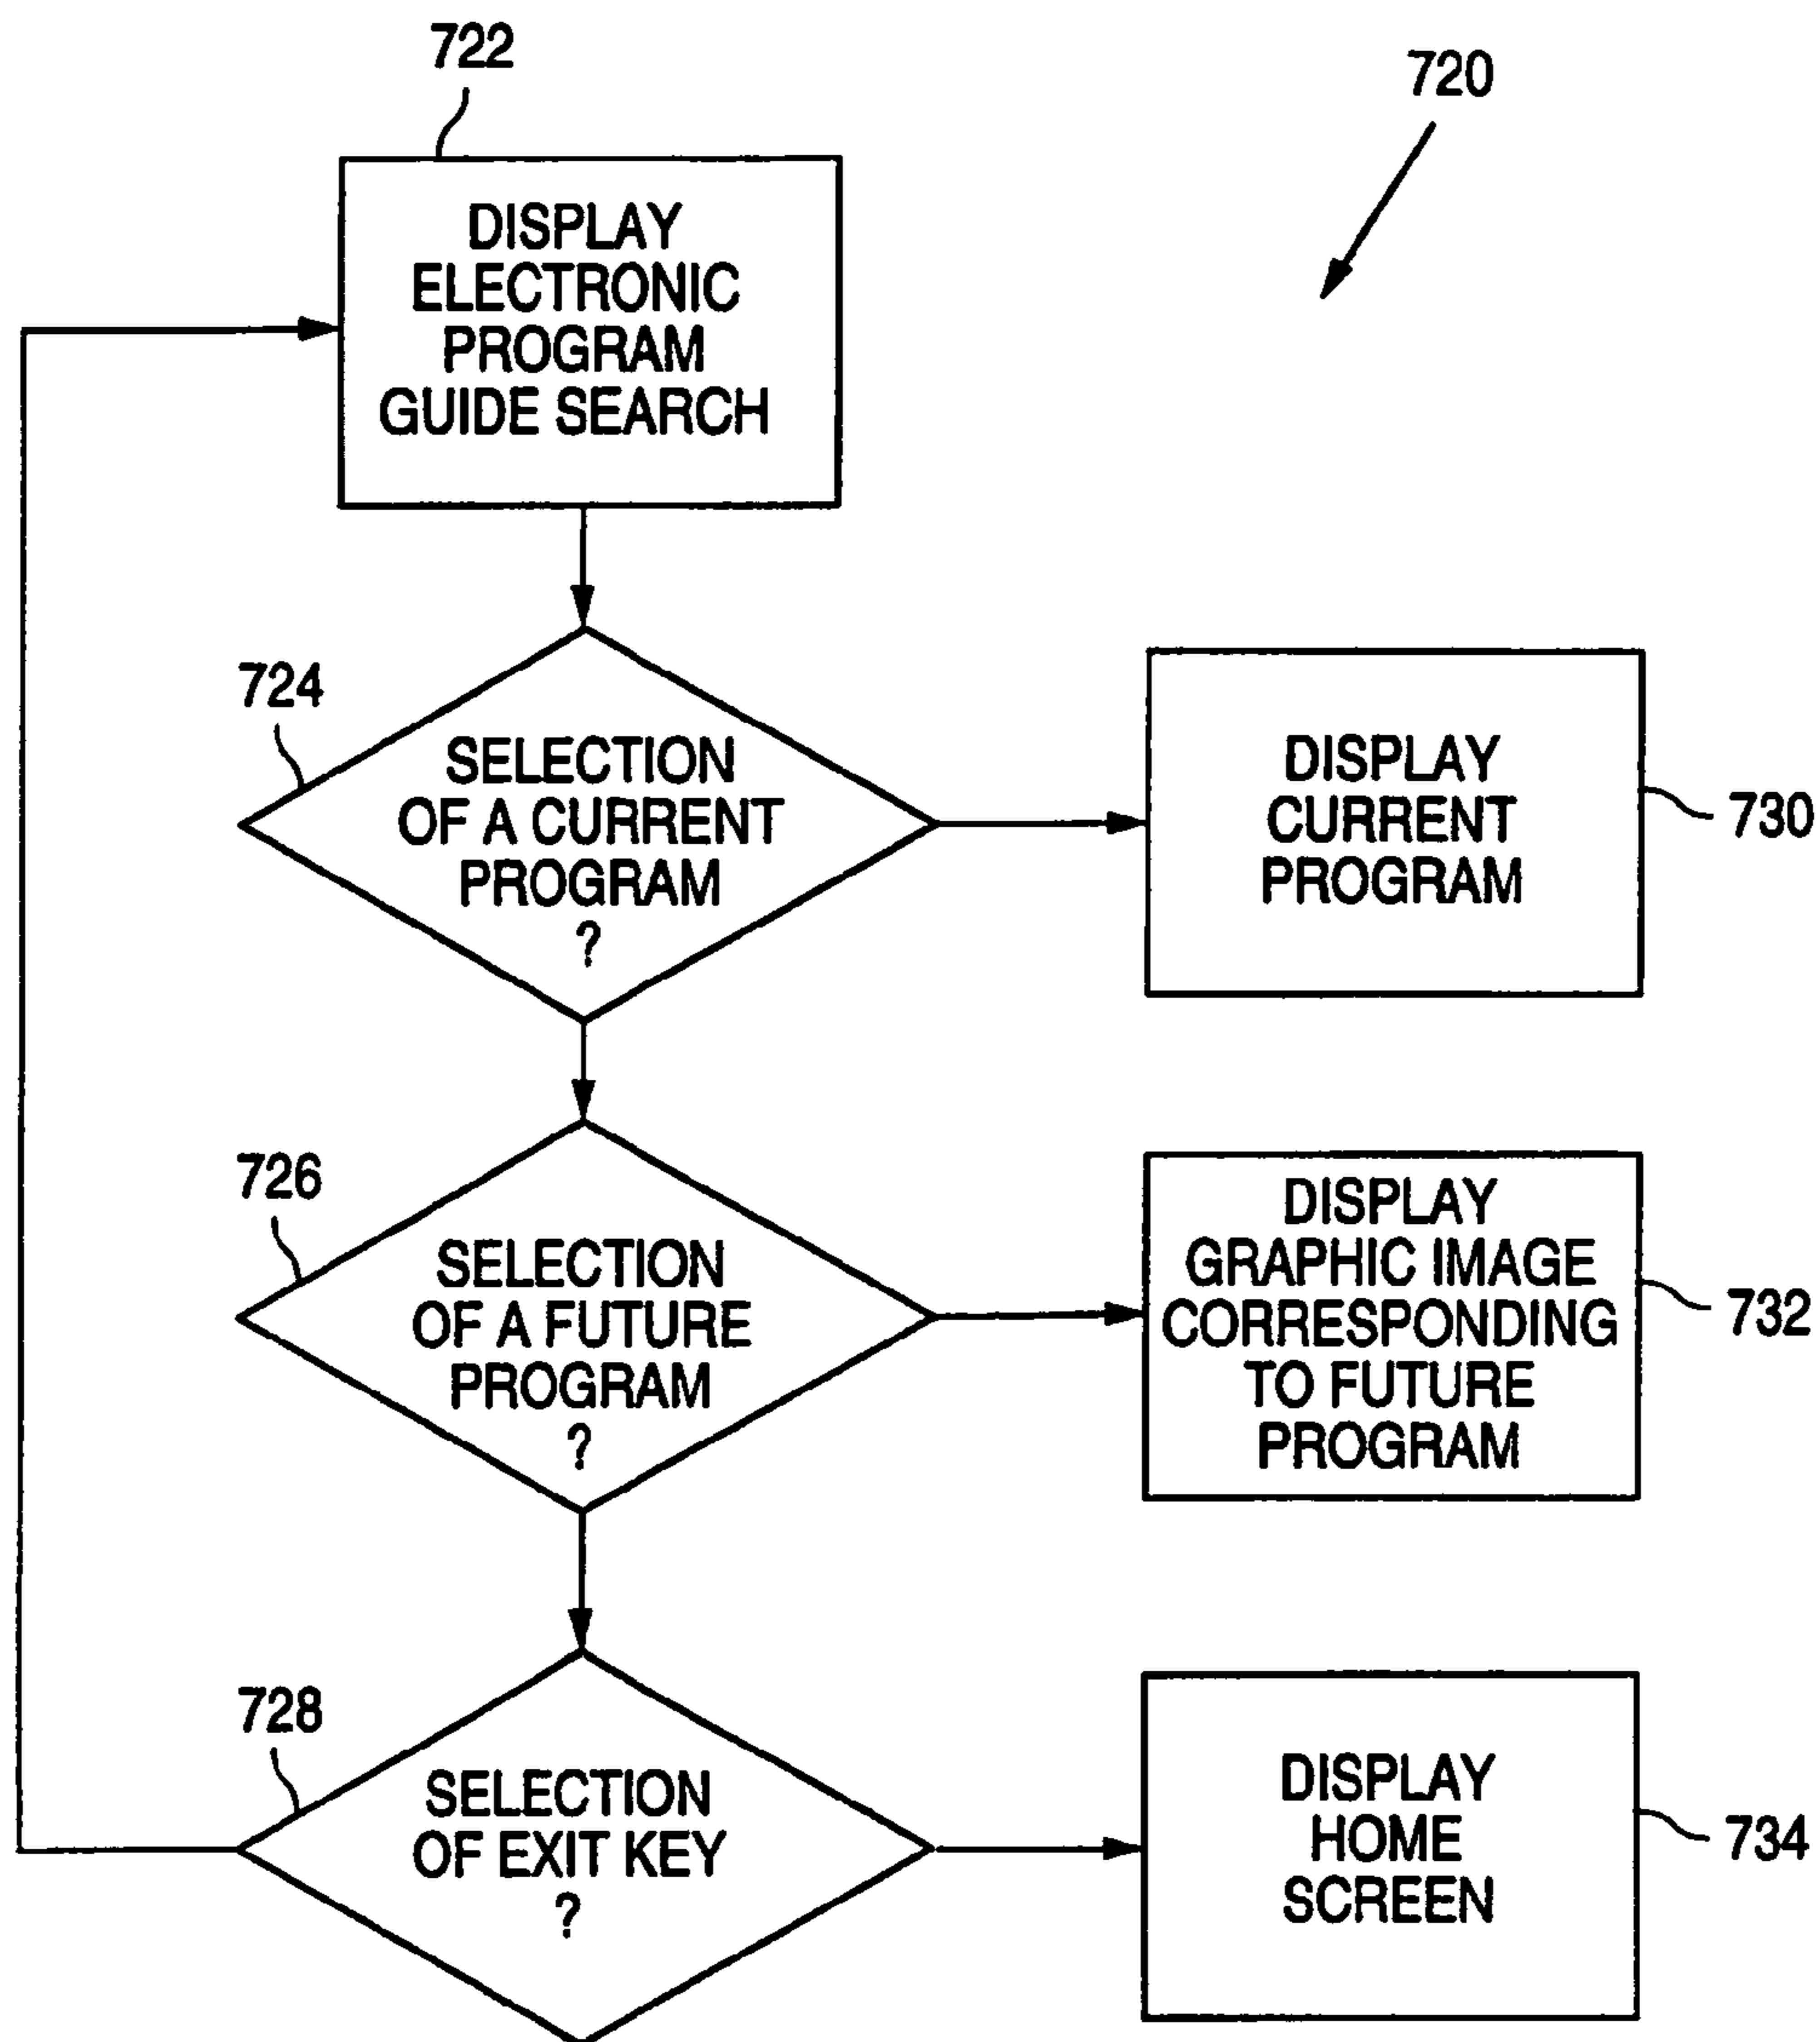 722
720
DISPLAY
ELECTRONIC
PROGRAM
GUIDE SEARCH
724
SELECTION
OF A CURRENT
PROGRAM
?
DISPLAY
CURRENT
PROGRAM
730
726
SELECTION
OF A FUTURE
PROGRAM
?
DISPLAY
GRAPHIC IMAGE
CORRESPONDING
TO FUTURE
PROGRAM
732
728
SELECTION
OF EXIT KEY
?
DISPLAY
HOME
SCREEN
734